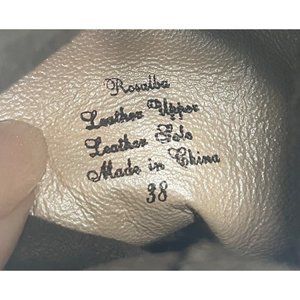 Rosalba
Leather Upper
Leather Sole
Made in China
38